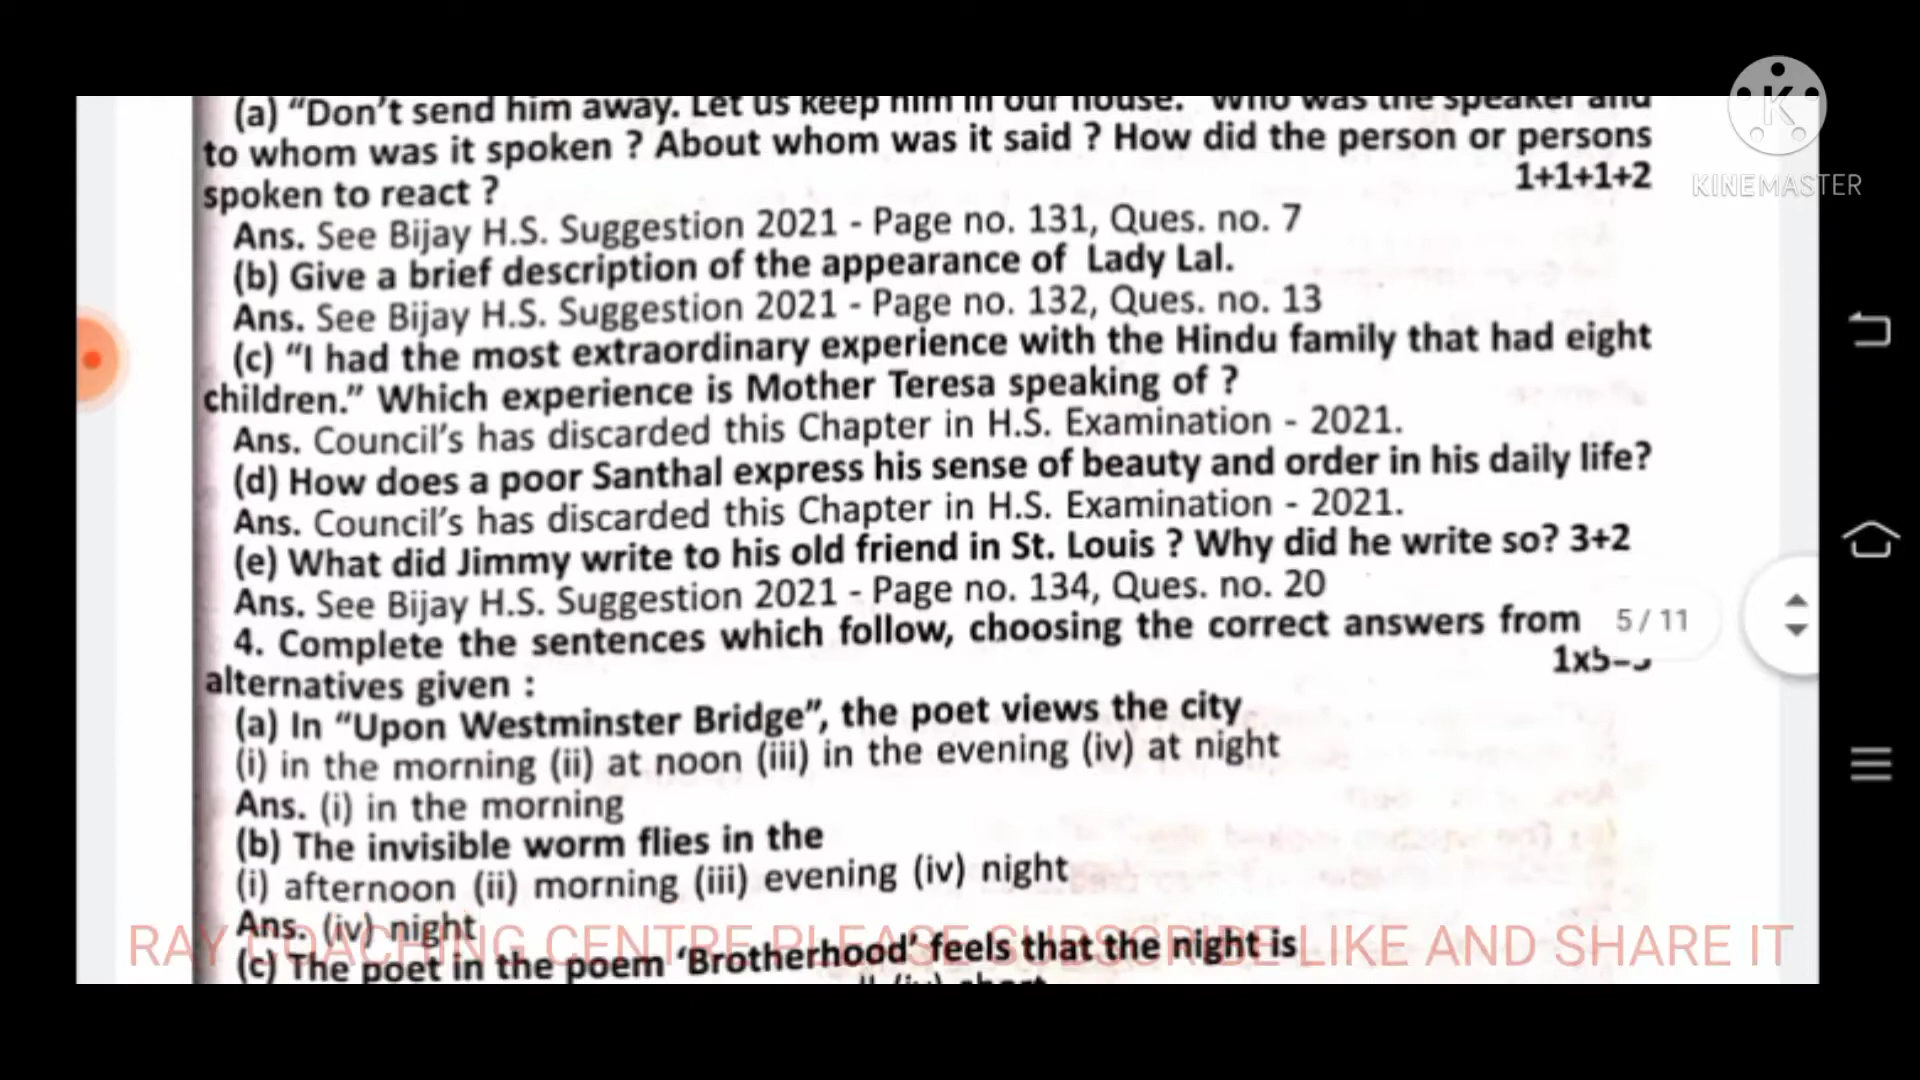 (a) “Don’t send him away. Let us keep him in our house. Who was the speaker and
to whom was it spoken ? About whom was it said ? How did the person or persons
spoken to react ? 1+1+1+2
Ans. See Bijay H.S. Suggestion 2021 - Page no. 131, Ques. no. 7
(b) Give a brief description of the appearance of Lady Lal.
Ans. See Bijay H.S. Suggestion 2021 - Page no. 132, Ques. no. 13
(c) “I had the most extraordinary experience with the Hindu family that had eight
children.” Which experience is Mother Teresa speaking of ?
Ans. Council’s has discarded this Chapter in H.S. Examination - 2021.
(d) How does a poor Santhal express his sense of beauty and order in his daily life?
Ans. Council’s has discarded this Chapter in H.S. Examination - 2021.
(e) What did Jimmy write to his old friend in St. Louis ? Why did he write so? 3+2
Ans. See Bijay H.S. Suggestion 2021 - Page no. 134, Ques. no. 20
4. Complete the sentences which follow, choosing the correct answers from
alternatives given : 1x5=5
(a) In “Upon Westminster Bridge”, the poet views the city
(i) in the morning (ii) at noon (iii) in the evening (iv) at night
Ans. (i) in the morning
(b) The invisible worm flies in the
(i) afternoon (ii) morning (iii) evening (iv) night
Ans. (iv) night
(c) The poet in the poem ‘Brotherhood’ feels that the night is
(iv) short
RAY COACHING CENTRE PLEASE SUBSCRIBE LIKE AND SHARE IT
5 / 11
K
KINEMASTER